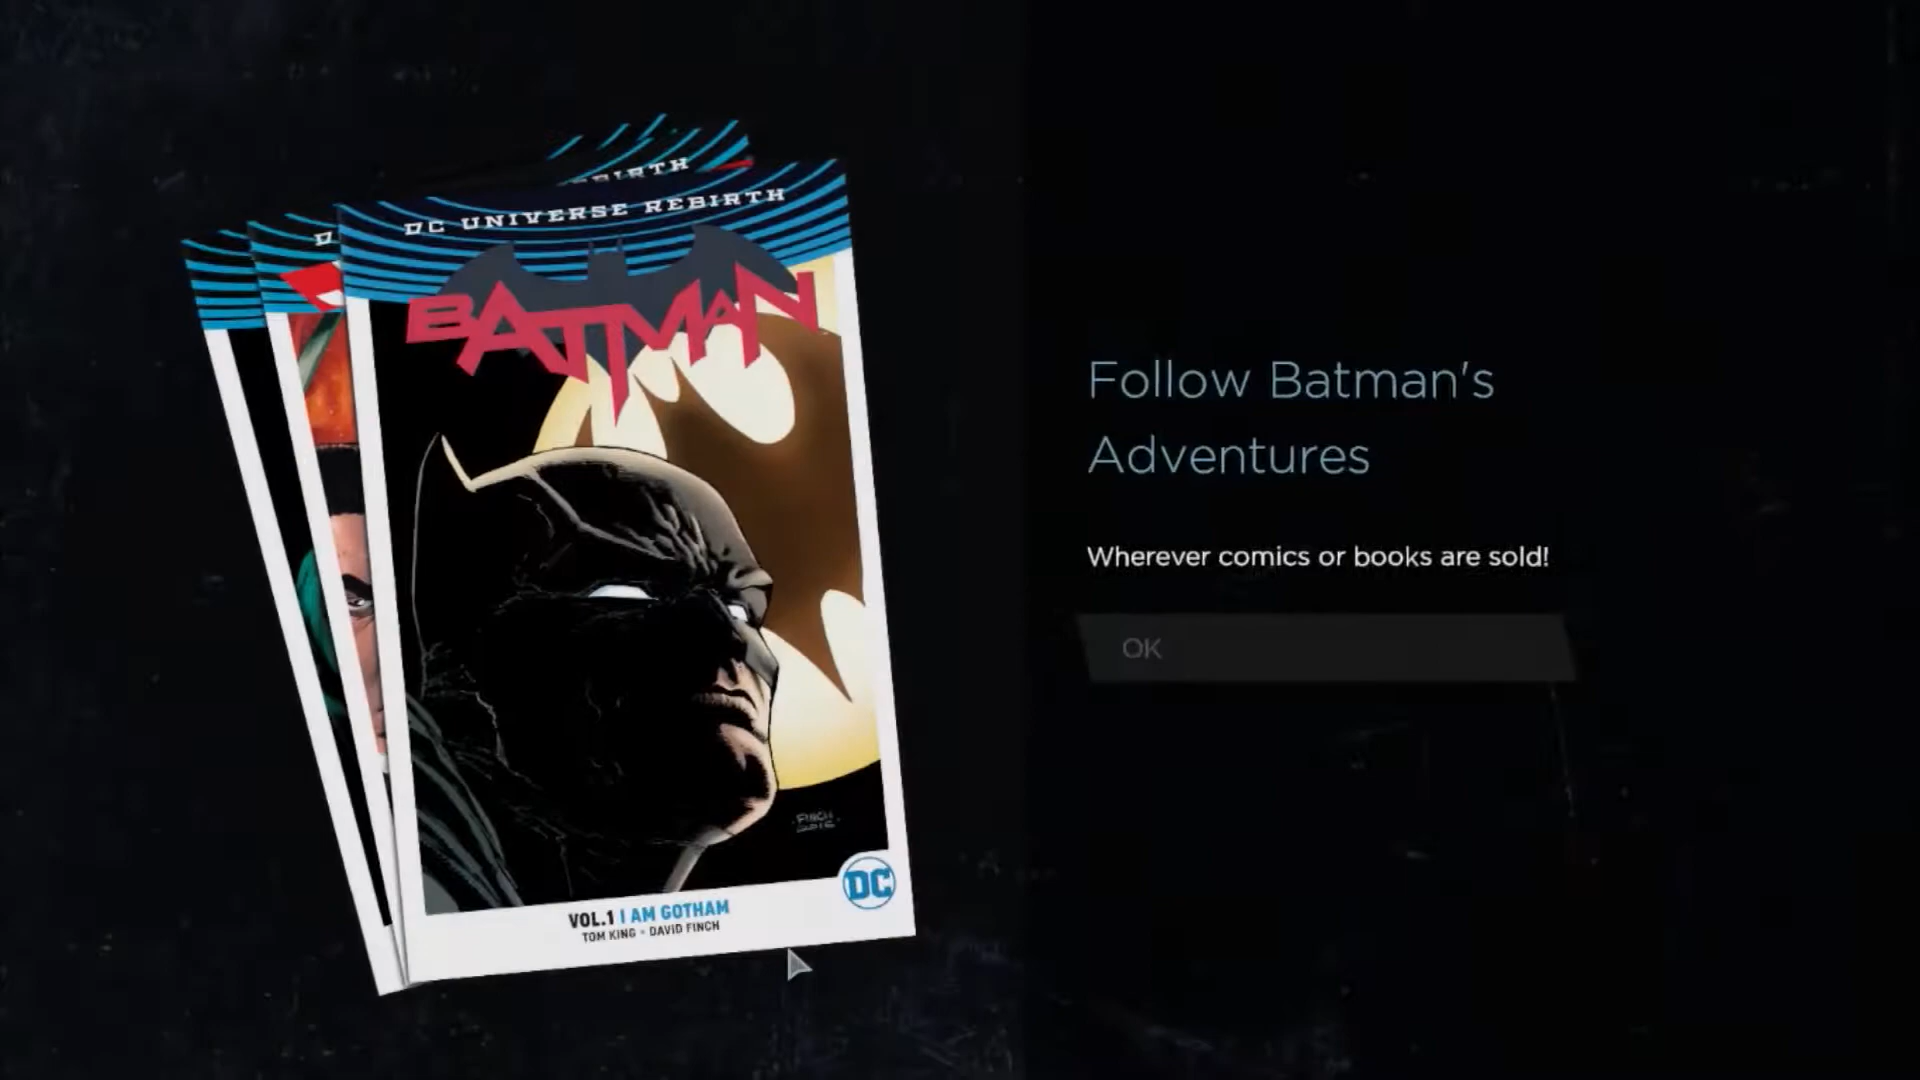 BIRTH
D
DC UNIVERSE REBIRTH
BATMAN
FINCH
DC
VOL.1 I AM GOTHAM
TOM KING • DAVID FINCH
Follow Batman's
Adventures
Wherever comics or books are sold!
OK